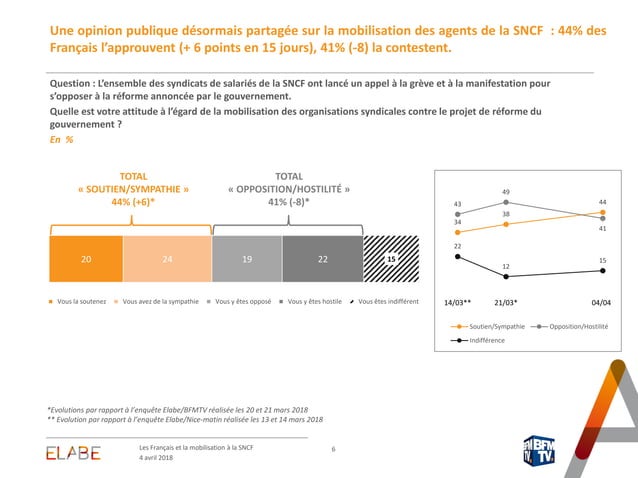 Une opinion publique désormais partagée sur la mobilisation des agents de la SNCF : 44% des
Français l'approuvent (+ 6 points en 15 jours), 41% (-8) la contestent.
Question : L'ensemble des syndicats de salariés de la SNCF ont lancé un appel à la grève et à la manifestation pour
s'opposer à la réforme annoncée par le gouvernement.
Quelle est votre attitude à l'égard de la mobilisation des organisations syndicales contre le projet de réforme du
gouvernement ?
En %
TOTAL
« SOUTIEN/SYMPATHIE »
44% (+6)*
TOTAL
« OPPOSITION/HOSTILITÉ »
41% (-8)*
20 24 19 22 15
Vous la soutenez Vous avez de la sympathie Vous y êtes opposé Vous y êtes hostile Vous êtes indifférent
43 49 44
34 38 41
22 12 15
14/03** 21/03* 04/04
Soutien/Sympathie Opposition/Hostilité
Indifférence
*Evolutions par rapport à l'enquête Elabe/BFMTV réalisée les 20 et 21 mars 2018
** Evolution par rapport à l'enquête Elabe/Nice-matin réalisée les 13 et 14 mars 2018
ELABE
Les Français et la mobilisation à la SNCF
4 avril 2018
6
BFM
TV.